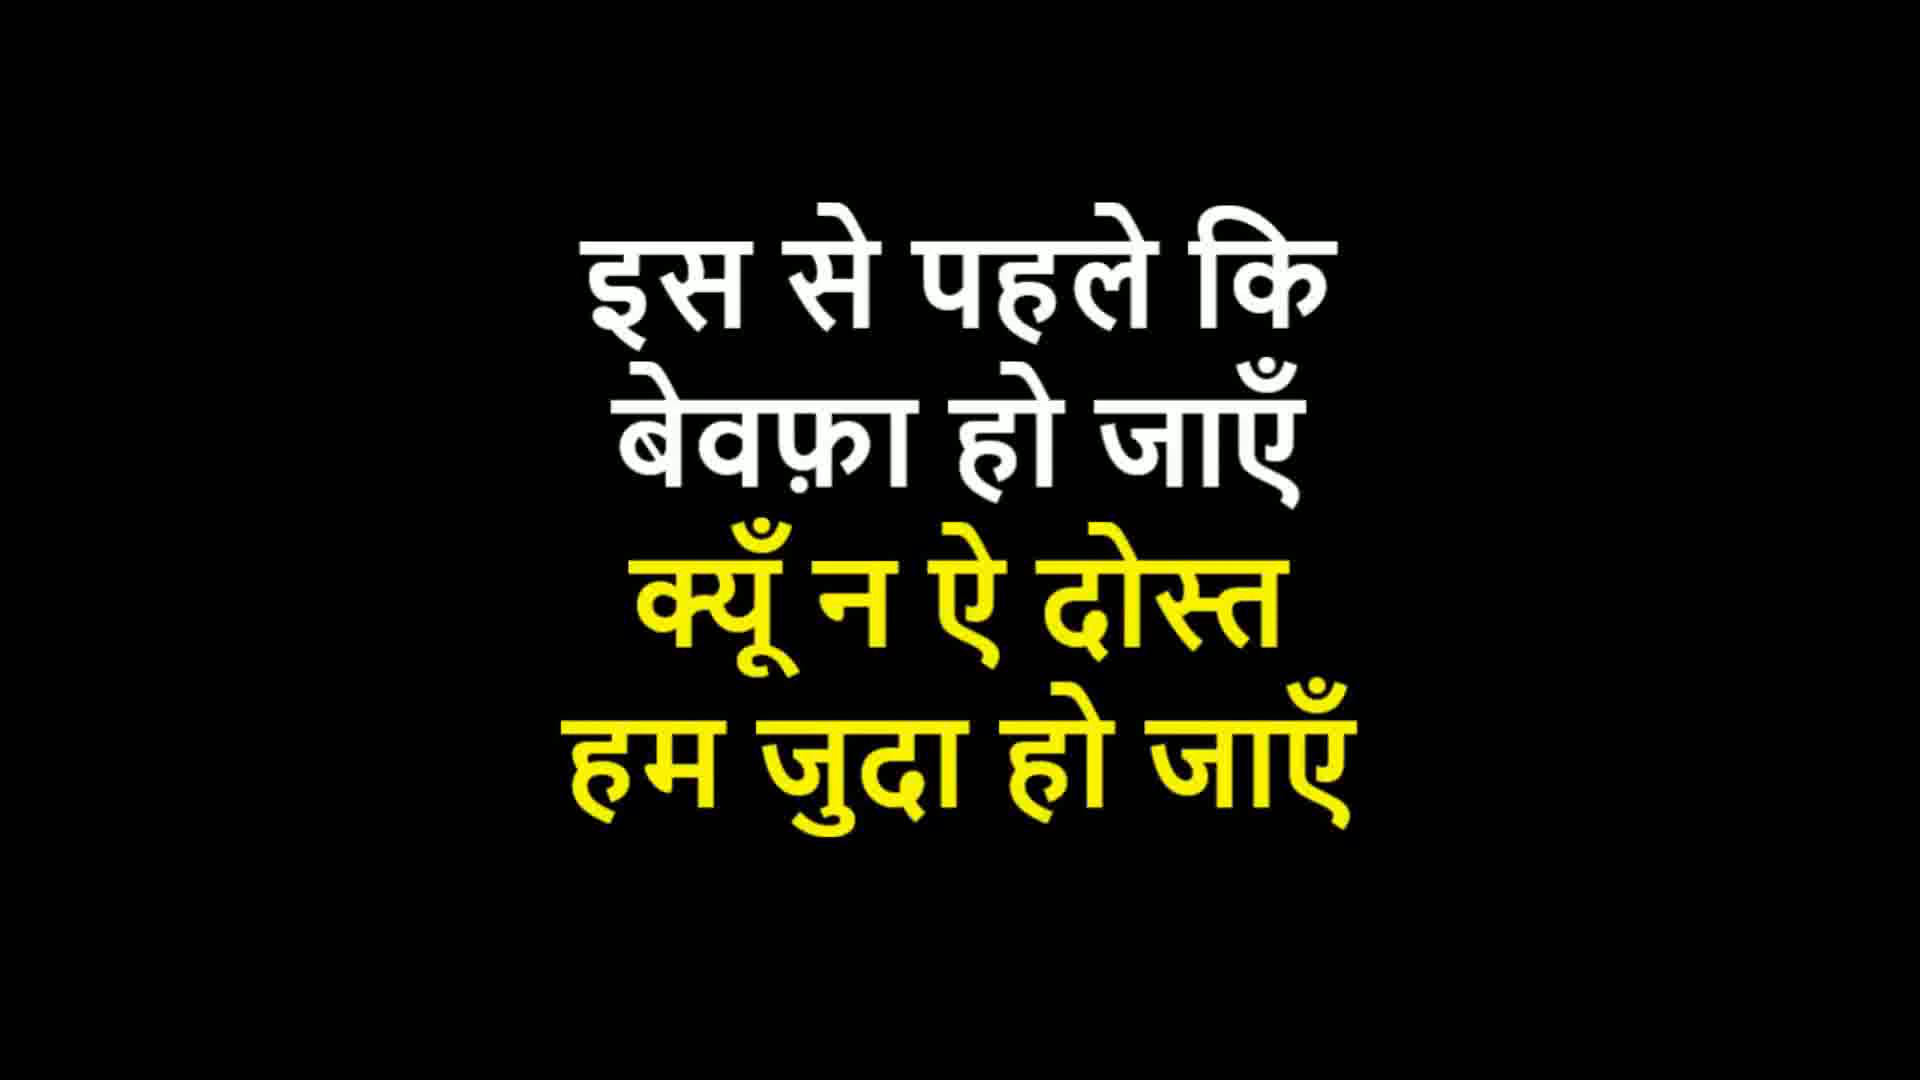 इस से पहले कि
बेवफ़ा हो जाएँ
क्यूँ न ऐ दोस्त
हम जुदा हो जाएँ